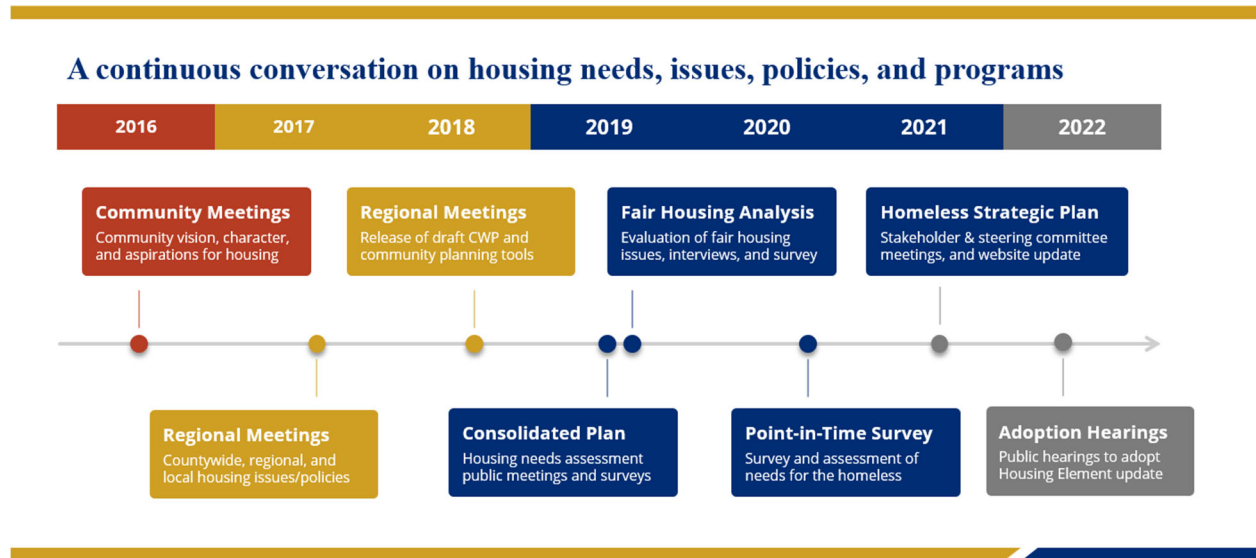 A continuous conversation on housing needs, issues, policies, and programs
2016
2017
2018
2019
2020
2021
2022
Community Meetings
Community vision, character,
and aspirations for housing
Regional Meetings
Release of draft CWP and
community planning tools
Fair Housing Analysis
Evaluation of fair housing
issues, interviews, and survey
Homeless Strategic Plan
Stakeholder & steering committee
meetings, and website update
Regional Meetings
Countywide, regional, and
local housing issues/policies
Consolidated Plan
Housing needs assessment
public meetings and surveys
Point-in-Time Survey
Survey and assessment of
needs for the homeless
Adoption Hearings
Public hearings to adopt
Housing Element update